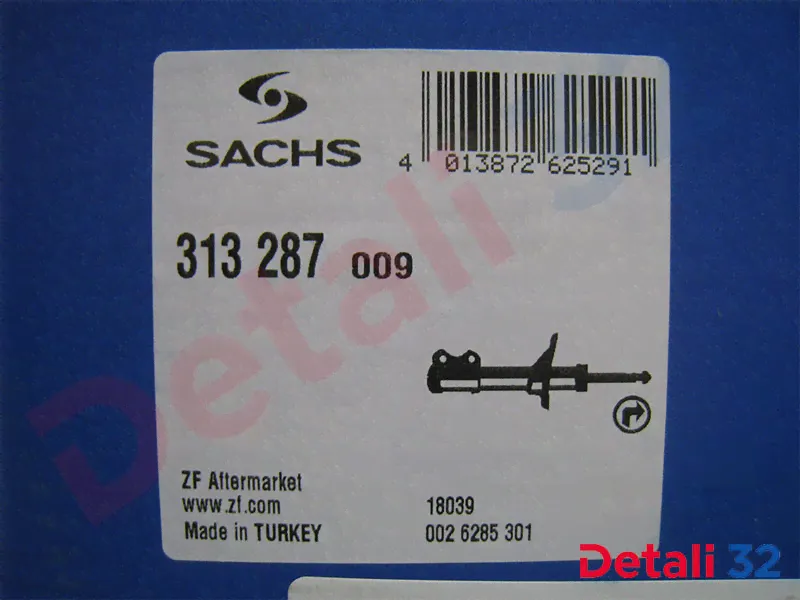 SACHS
4 013872 625291
313 287 009
ZF Aftermarket
www.zf.com
Made in TURKEY
18039
002 6285 301
Detali 32
Detali 32